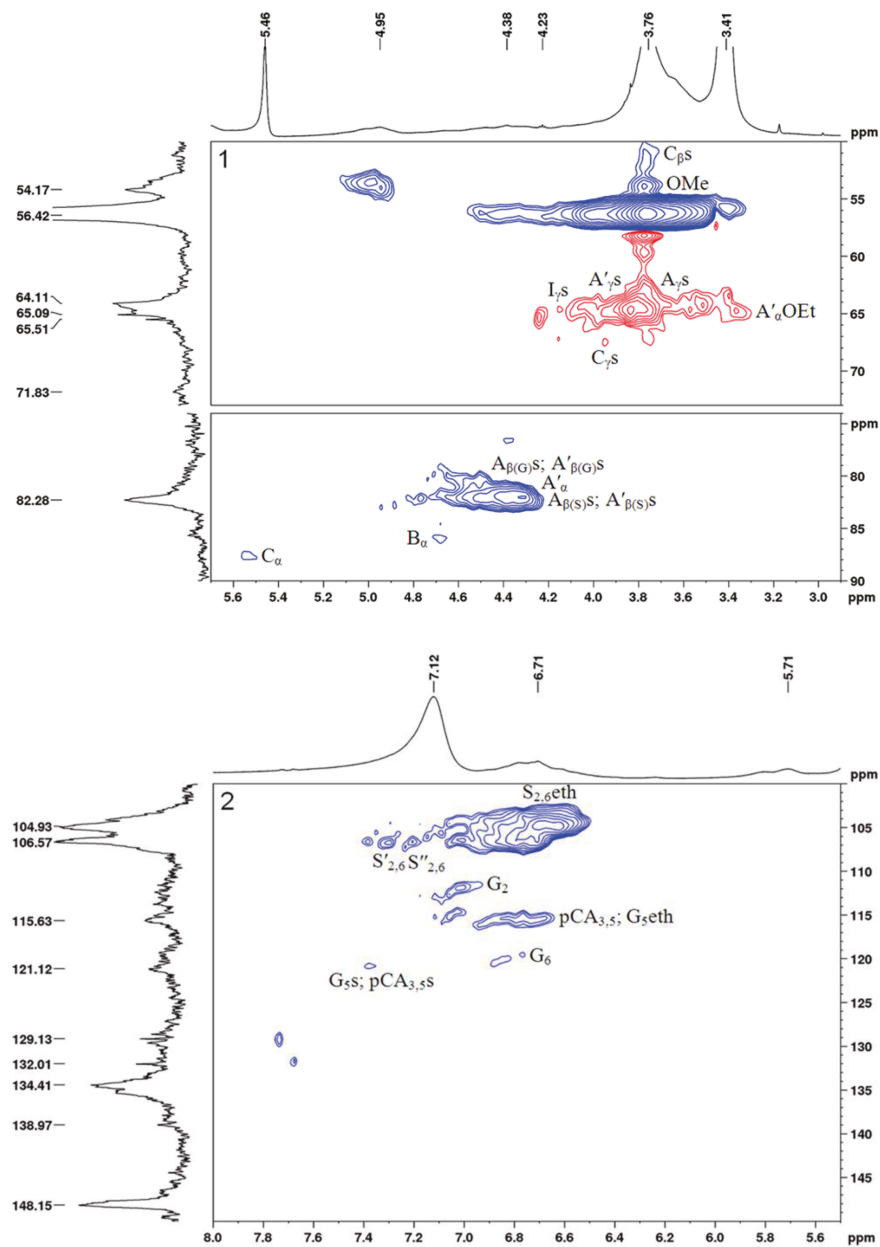 5.46
4.95
4.38
4.23
3.76
3.41
ppm
1
CβS
OMe
54.17
55
56.42
60
IγS
A′γS
AγS
64.11
65.09
65.51
65
A′αOEt
CγS
70
71.83
ppm
Aβ(G)S; A′β(G)S
80
A′α
82.28
Aβ(S)S; A′β(S)S
85
Bα
Cα
90
5.6 5.4 5.2 5.0 4.8 4.6 4.4 4.2 4.0 3.8 3.6 3.4 3.2 3.0 ppm
7.12
6.71
5.71
ppm
2
S2,6eth
104.93
105
106.57
S′2,6 S″2,6
110
G2
115.63
115
pCA3,5; G5eth
G6
120
121.12
G5s; pCA3,5s
125
129.13
130
132.01
134.41
135
138.97
140
145
148.15
8.0 7.8 7.6 7.4 7.2 7.0 6.8 6.6 6.4 6.2 6.0 5.8 5.6 ppm